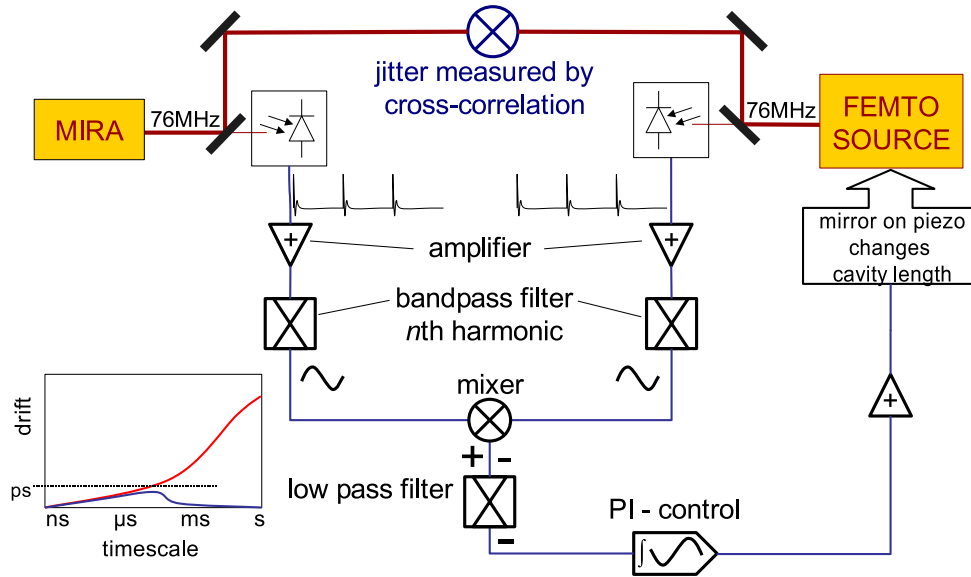 jitter measured by
cross-correlation
MIRA
76MHz
76MHz
FEMTO
SOURCE
mirror on piezo
changes
cavity length
+
amplifier
+
bandpass filter
nth harmonic
mixer
+
+ -
low pass filter
-
PI - control
∫
drift
ps
ns µs ms s
timescale